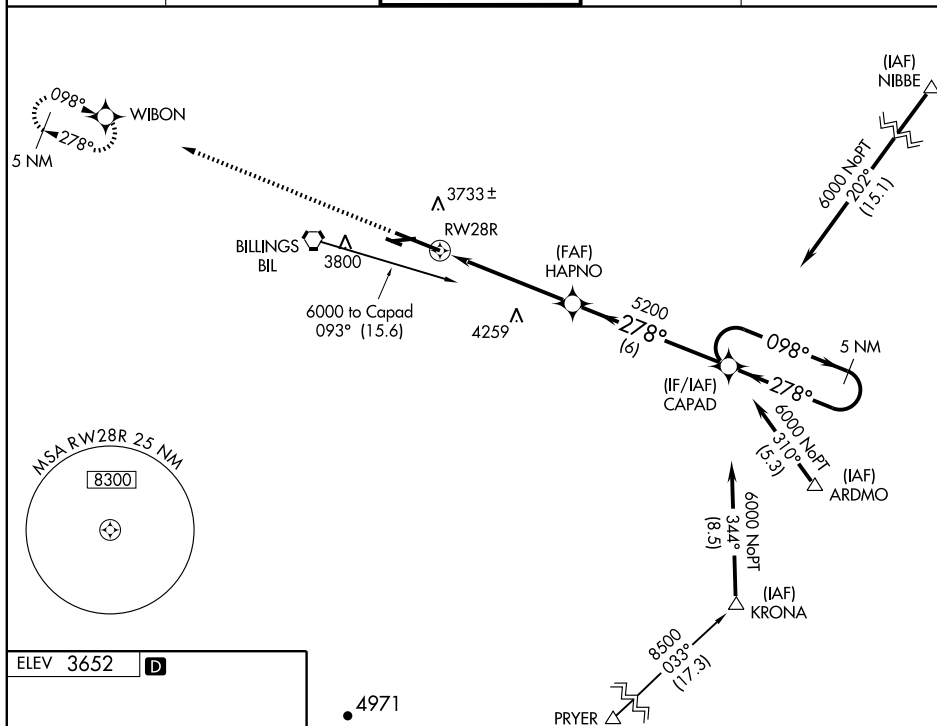 (IAF)
NIBBE
098°
WIBON
278°
5 NM
6000 NoPT
202°
(15.1)
3733±
RW28R
BILLINGS
BIL
3800
(FAF)
HAPNO
6000 to Capad
093° (15.6)
4259
5200
278°
(6)
098°
5 NM
278°
(IF/IAF)
CAPAD
6000 NoPT
310°
(5.3)
(IAF)
ARDMO
MSA RW28R 25 NM
8300
6000 NoPT
344°
(8.5)
(IAF)
KRONA
8500
033°
(17.3)
ELEV 3652 D
4971
PRYER